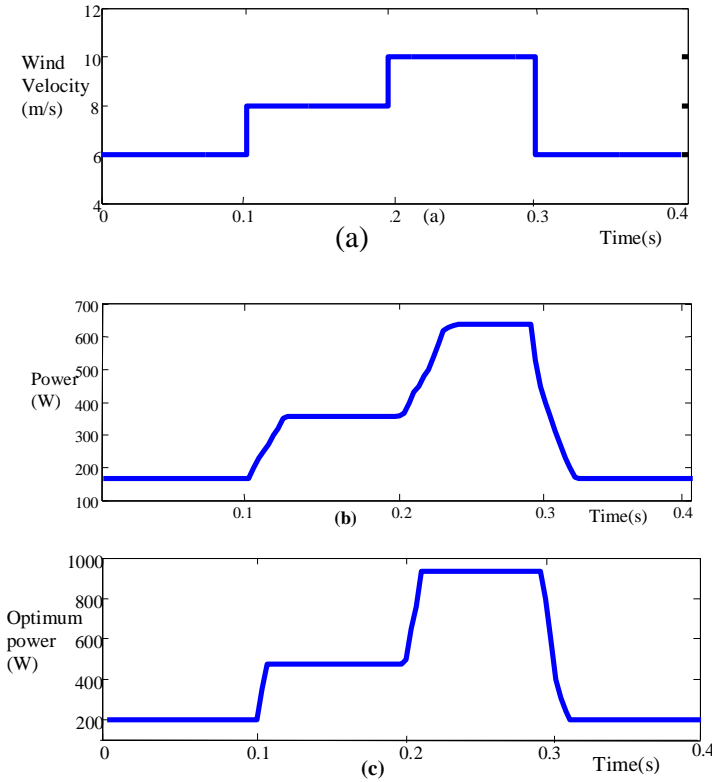 12
Wind
Velocity
(m/s)
10
8
6
4
0
0.1
.2
(a)
0.3
0.4
(a)
Time(s)
700
600
500
Power
(W)
400
300
200
100
0.1
0.2
0.3
0.4
(b)
Time(s)
1000
Optimum
power
(W)
800
600
400
200
0
0.1
0.2
0.3
0.4
(c)
Time(s)